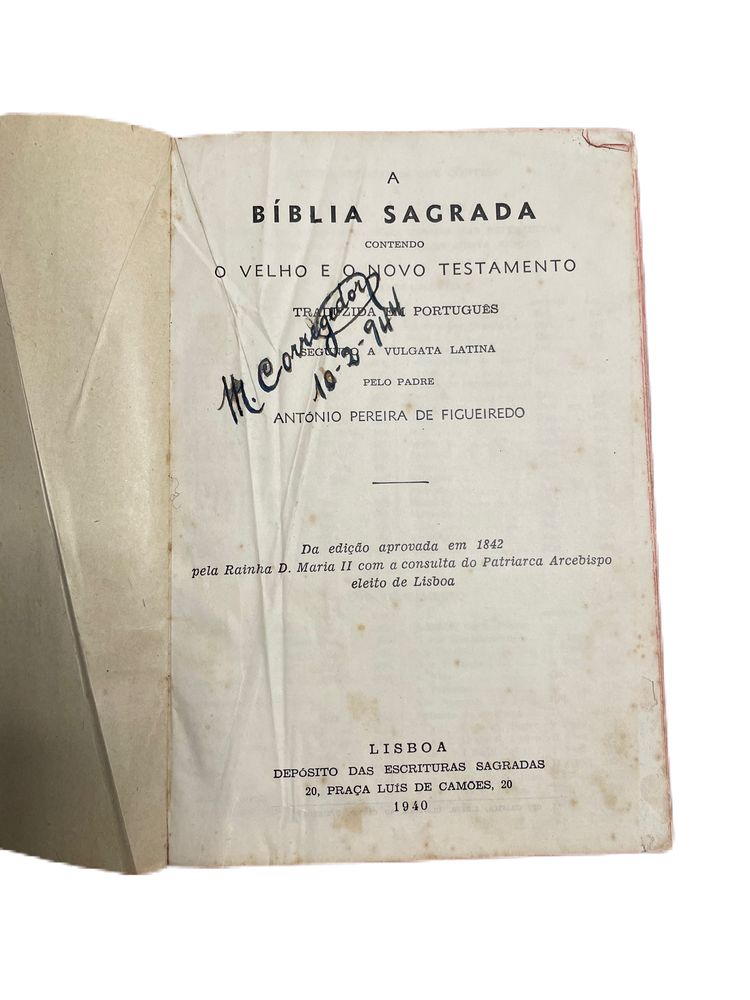 A
BÍBLIA SAGRADA
CONTENDO
O VELHO E O NOVO TESTAMENTO
TRADUZIDA EM PORTUGUÊS
SEGUNDO A VULGATA LATINA
PELO PADRE
ANTÓNIO PEREIRA DE FIGUEIREDO
M. Corregedor
10-2-944
Da edição aprovada em 1842
pela Rainha D. Maria II com a consulta do Patriarca Arcebispo
eleito de Lisboa
LISBOA
DEPÓSITO DAS ESCRITURAS SAGRADAS
20, PRAÇA LUÍS DE CAMÕES, 20
1940